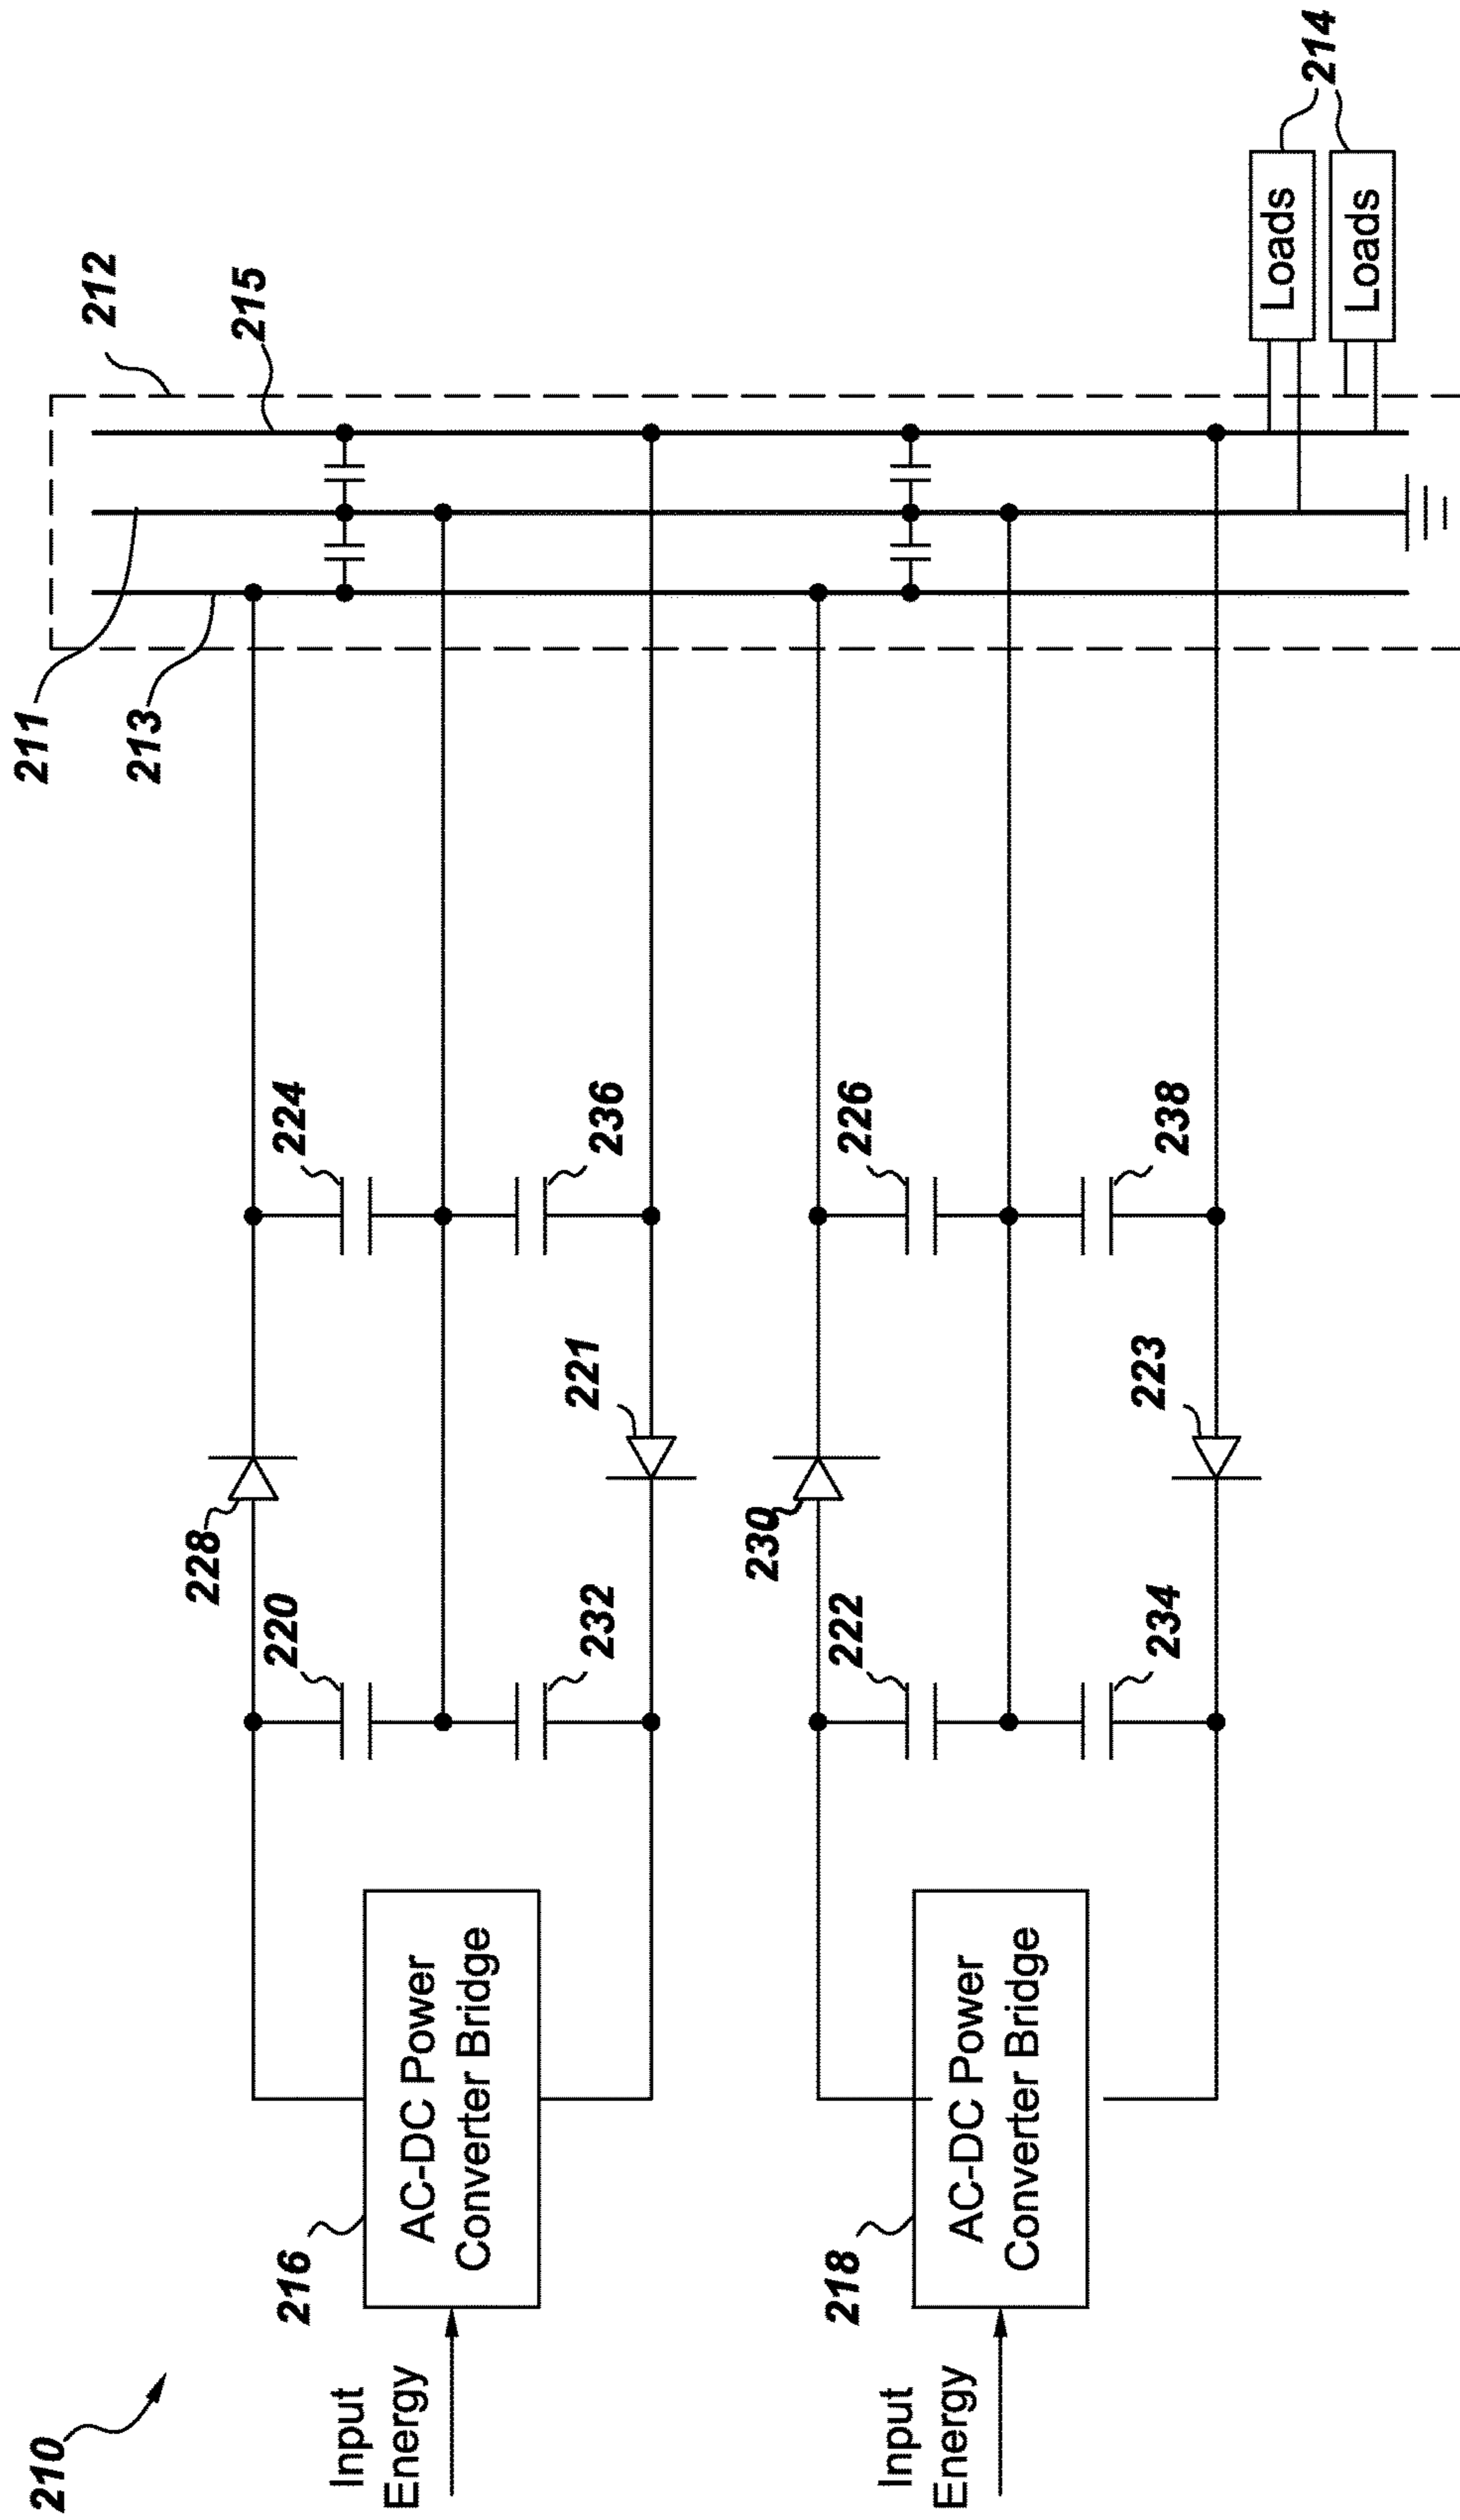 210
Input
Energy
216
AC-DC Power
Converter Bridge
220
232
228
221
224
236
211
213
212
215
Input
Energy
218
AC-DC Power
Converter Bridge
222
234
230
223
226
238
Loads
Loads
214